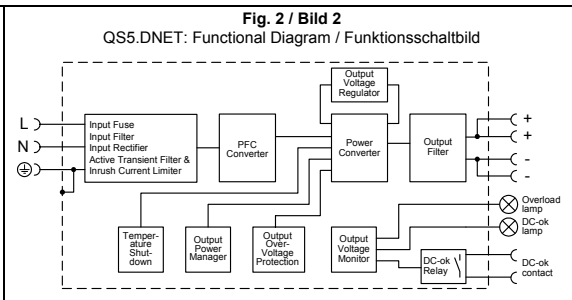 Fig. 2 / Bild 2
QS5.DNET: Functional Diagram / Funktionsschaltbild
L
N
Input Fuse
Input Filter
Input Rectifier
Active Transient Filter &
Inrush Current Limiter
PFC
Converter
Output
Voltage
Regulator
Power
Converter
Output
Filter
+
+
-
-
Temper-
ature
Shut-
down
Output
Power
Manager
Output
Over-
Voltage
Protection
Output
Voltage
Monitor
DC-ok
Relay
Overload
lamp
DC-ok
lamp
DC-ok
contact